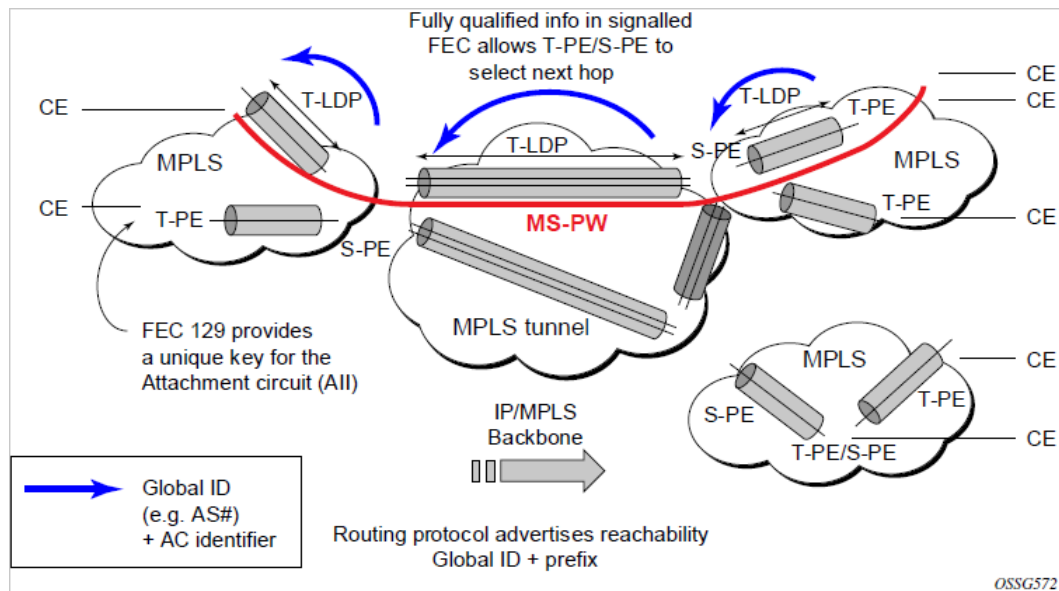 Fully qualified info in signalled
FEC allows T-PE/S-PE to
select next hop
CE
T-LDP
MPLS
CE
T-PE
S-PE
T-LDP
MS-PW
MPLS tunnel
S-PE
T-LDP
T-PE
MPLS
T-PE
CE
CE
CE
FEC 129 provides
a unique key for the
Attachment circuit (AII)
IP/MPLS
Backbone
MPLS
S-PE
T-PE
T-PE/S-PE
CE
CE
Global ID
(e.g. AS#)
+ AC identifier
Routing protocol advertises reachability
Global ID + prefix
OSSG572